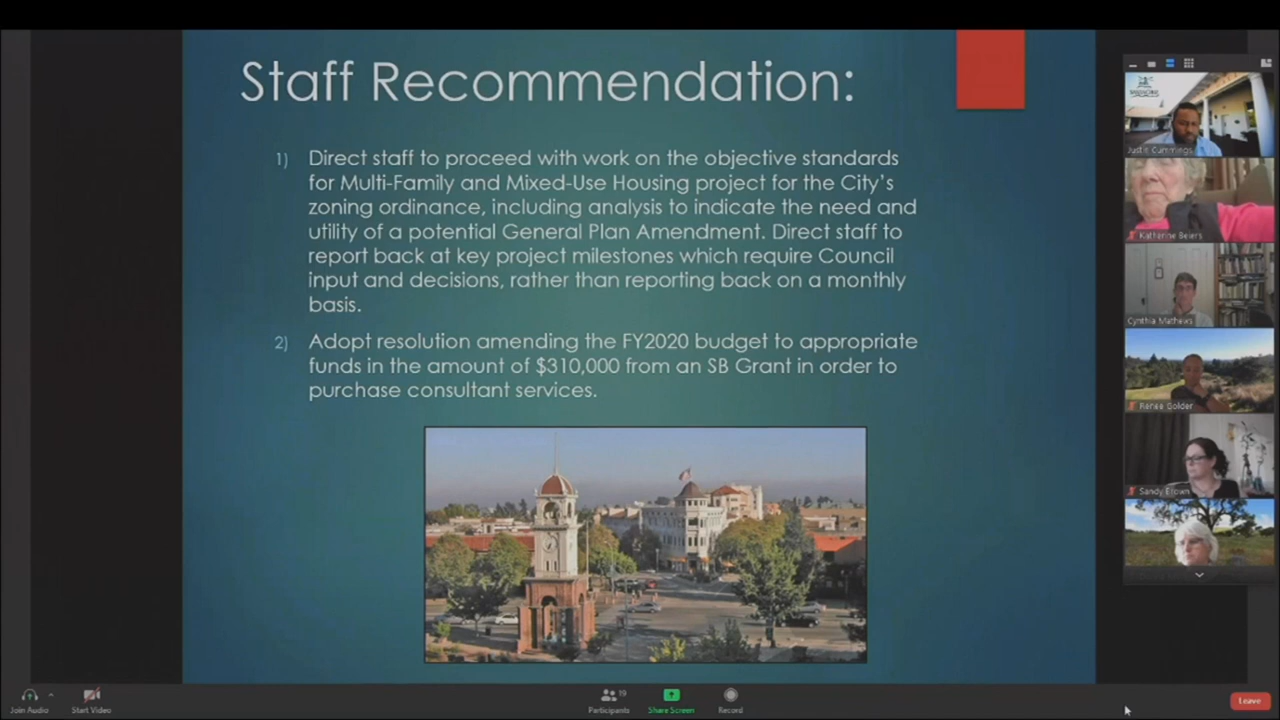 Staff Recommendation:
1) Direct staff to proceed with work on the objective standards
for Multi-Family and Mixed-Use Housing project for the City's
zoning ordinance, including analysis to indicate the need and
utility of a potential General Plan Amendment. Direct staff to
report back at key project milestones which require Council
input and decisions, rather than reporting back on a monthly
basis.
2) Adopt resolution amending the FY2020 budget to appropriate
funds in the amount of $310,000 from an SB Grant in order to
purchase consultant services.
Justin Cummings
Katherine Beiers
Cynthia Mathews
Renee Golder
Sandy Brown
Join Audio
Start Video
19
Participants
Share Screen
Record
Leave